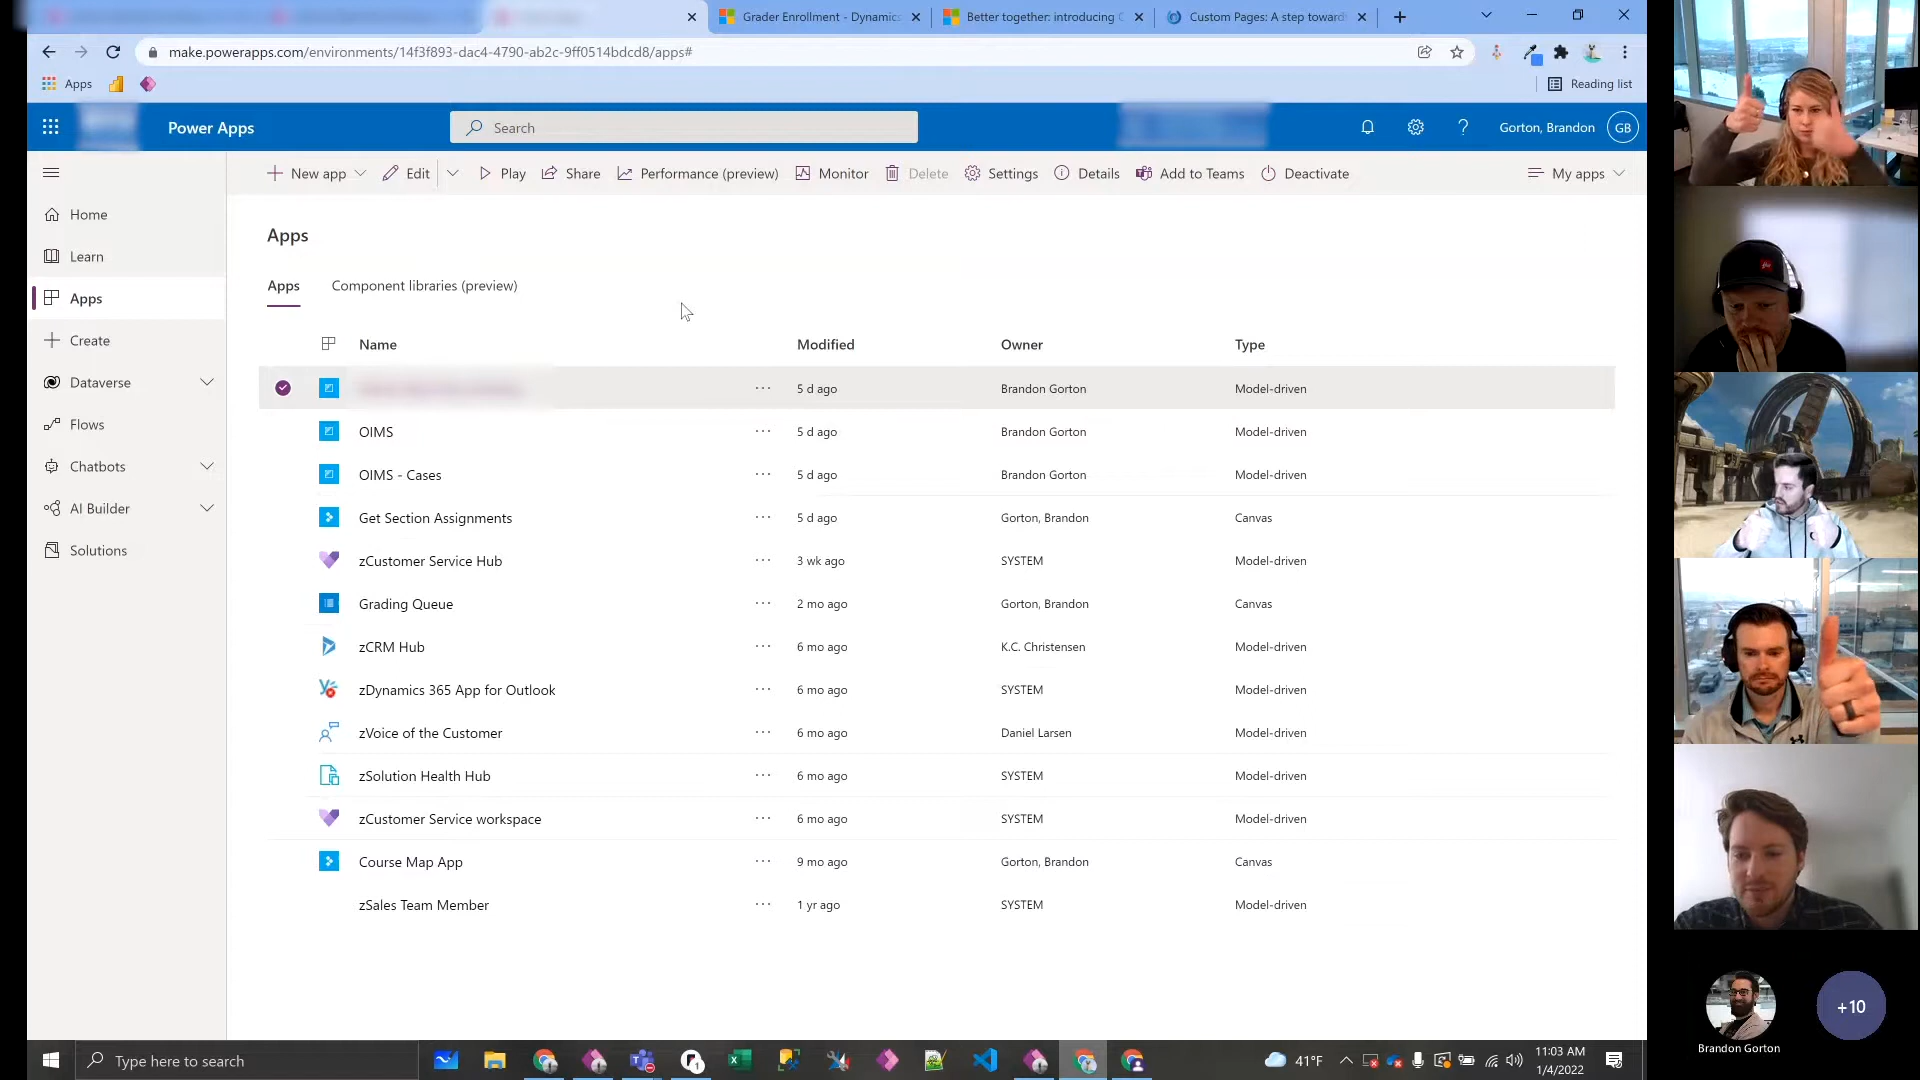 Grader Enrollment - Dynamics
Better together: introducing C
Custom Pages: A step toward
make.powerapps.com/environments/14f3f893-dac4-4790-ab2c-9ff0514bdcd8/apps#
Apps
Reading list
Power Apps
Search
Gorton, Brandon
GB
New app
Edit
Play
Share
Performance (preview)
Monitor
Delete
Settings
Details
Add to Teams
Deactivate
My apps
Home
Learn
Apps
Create
Dataverse
Flows
Chatbots
AI Builder
Solutions
Apps
Apps
Component libraries (preview)
Name Modified Owner Type
5 d ago Brandon Gorton Model-driven
OIMS 5 d ago Brandon Gorton Model-driven
OIMS - Cases 5 d ago Brandon Gorton Model-driven
Get Section Assignments 5 d ago Gorton, Brandon Canvas
zCustomer Service Hub 3 wk ago SYSTEM Model-driven
Grading Queue 2 mo ago Gorton, Brandon Canvas
zCRM Hub 6 mo ago K.C. Christensen Model-driven
zDynamics 365 App for Outlook 6 mo ago SYSTEM Model-driven
zVoice of the Customer 6 mo ago Daniel Larsen Model-driven
zSolution Health Hub 6 mo ago SYSTEM Model-driven
zCustomer Service workspace 6 mo ago SYSTEM Model-driven
Course Map App 9 mo ago Gorton, Brandon Canvas
zSales Team Member 1 yr ago SYSTEM Model-driven
+10
Brandon Gorton
Type here to search
41°F
11:03 AM
1/4/2022